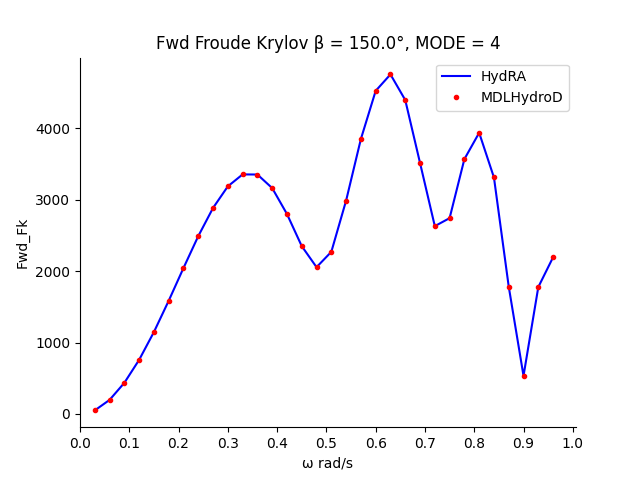 Fwd Froude Krylov β = 150.0°, MODE = 4
HydRA
MDLHydroD
Fwd_Fk
4000
3000
2000
1000
0
0.0 0.1 0.2 0.3 0.4 0.5 0.6 0.7 0.8 0.9 1.0
ω rad/s